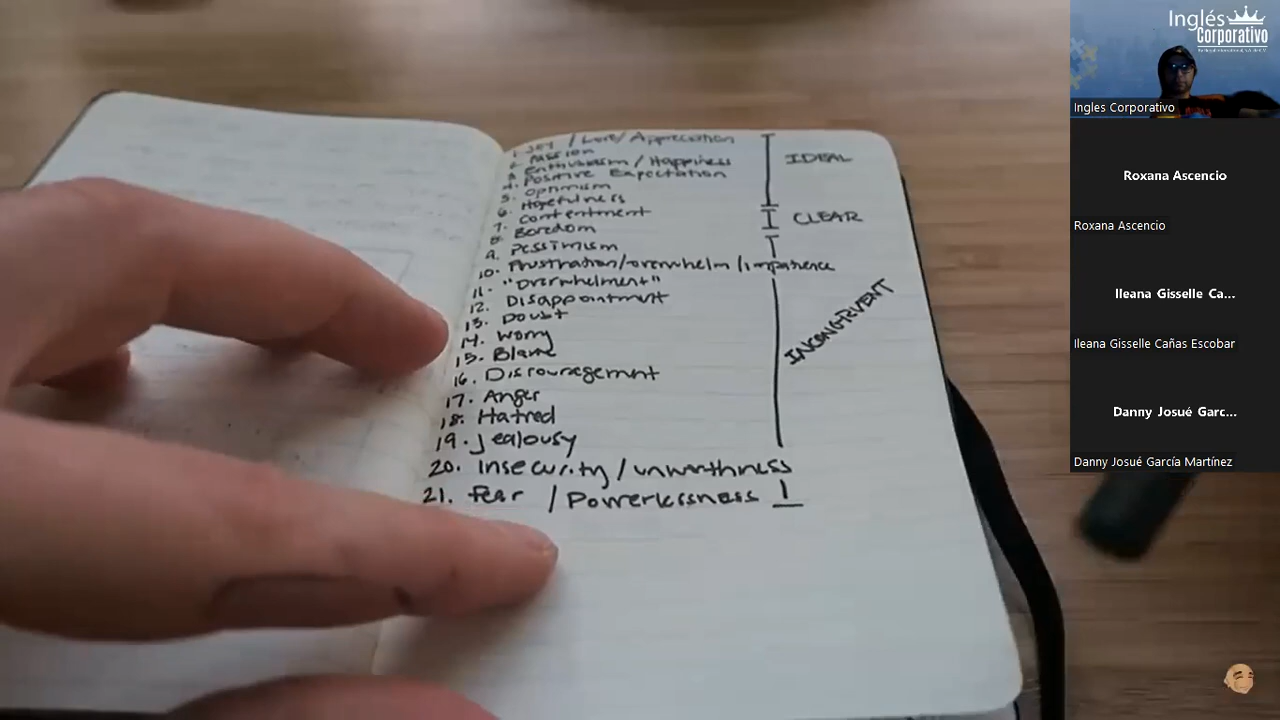 1. Joy / Love / Appreciation
2. Passion
3. Enthusiasm / Happiness
4. Positive Expectation
5. Optimism
6. Hopefulness
7. Contentment
8. Boredom
9. Pessimism
10. Frustration/overwhelm/impatience
11. "Overwhelment"
12. Disappointment
13. Doubt
14. Worry
15. Blame
16. Discouragement
17. Anger
18. Hatred
19. Jealousy
20. Insecurity/unworthness
21. Fear / Powerlessness
IDEAL
CLEAR
INCONGRUENT
Inglés
Corporativo
Ingles Corporativo
Roxana Ascencio
Roxana Ascencio
Ileana Gisselle Ca...
Ileana Gisselle Cañas Escobar
Danny Josué Garc...
Danny Josué García Martínez